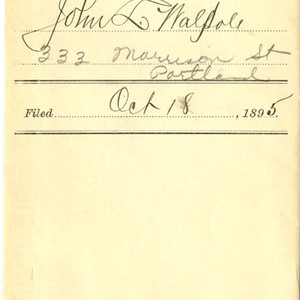 John L Walpole
333 Morrison St
Portland
Filed Oct 18, 1895.